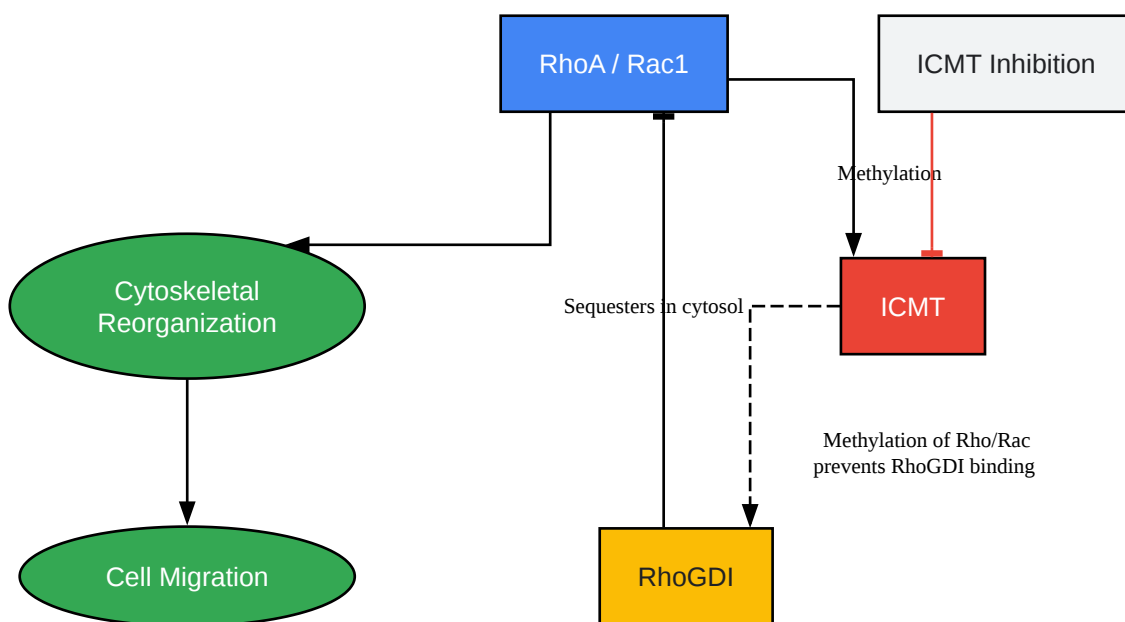 RhoA / Rac1
ICMT Inhibition
Methylation
Cytoskeletal
Reorganization
Sequesters in cytosol
ICMT
Methylation of Rho/Rac
prevents RhoGDI binding
Cell Migration
RhoGDI